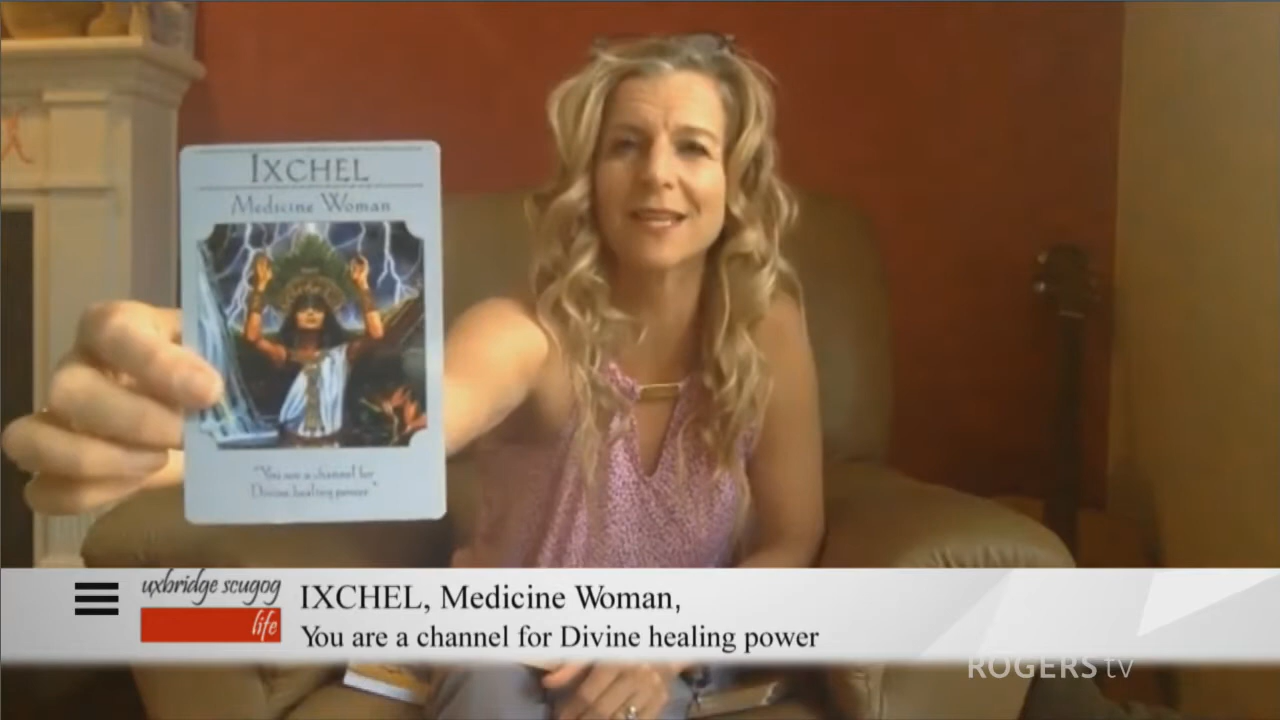 IXCHEL
Medicine Woman
"You are a channel for
Divine healing power"
uxbridge scugog
life
IXCHEL, Medicine Woman,
You are a channel for Divine healing power
ROGERS tv